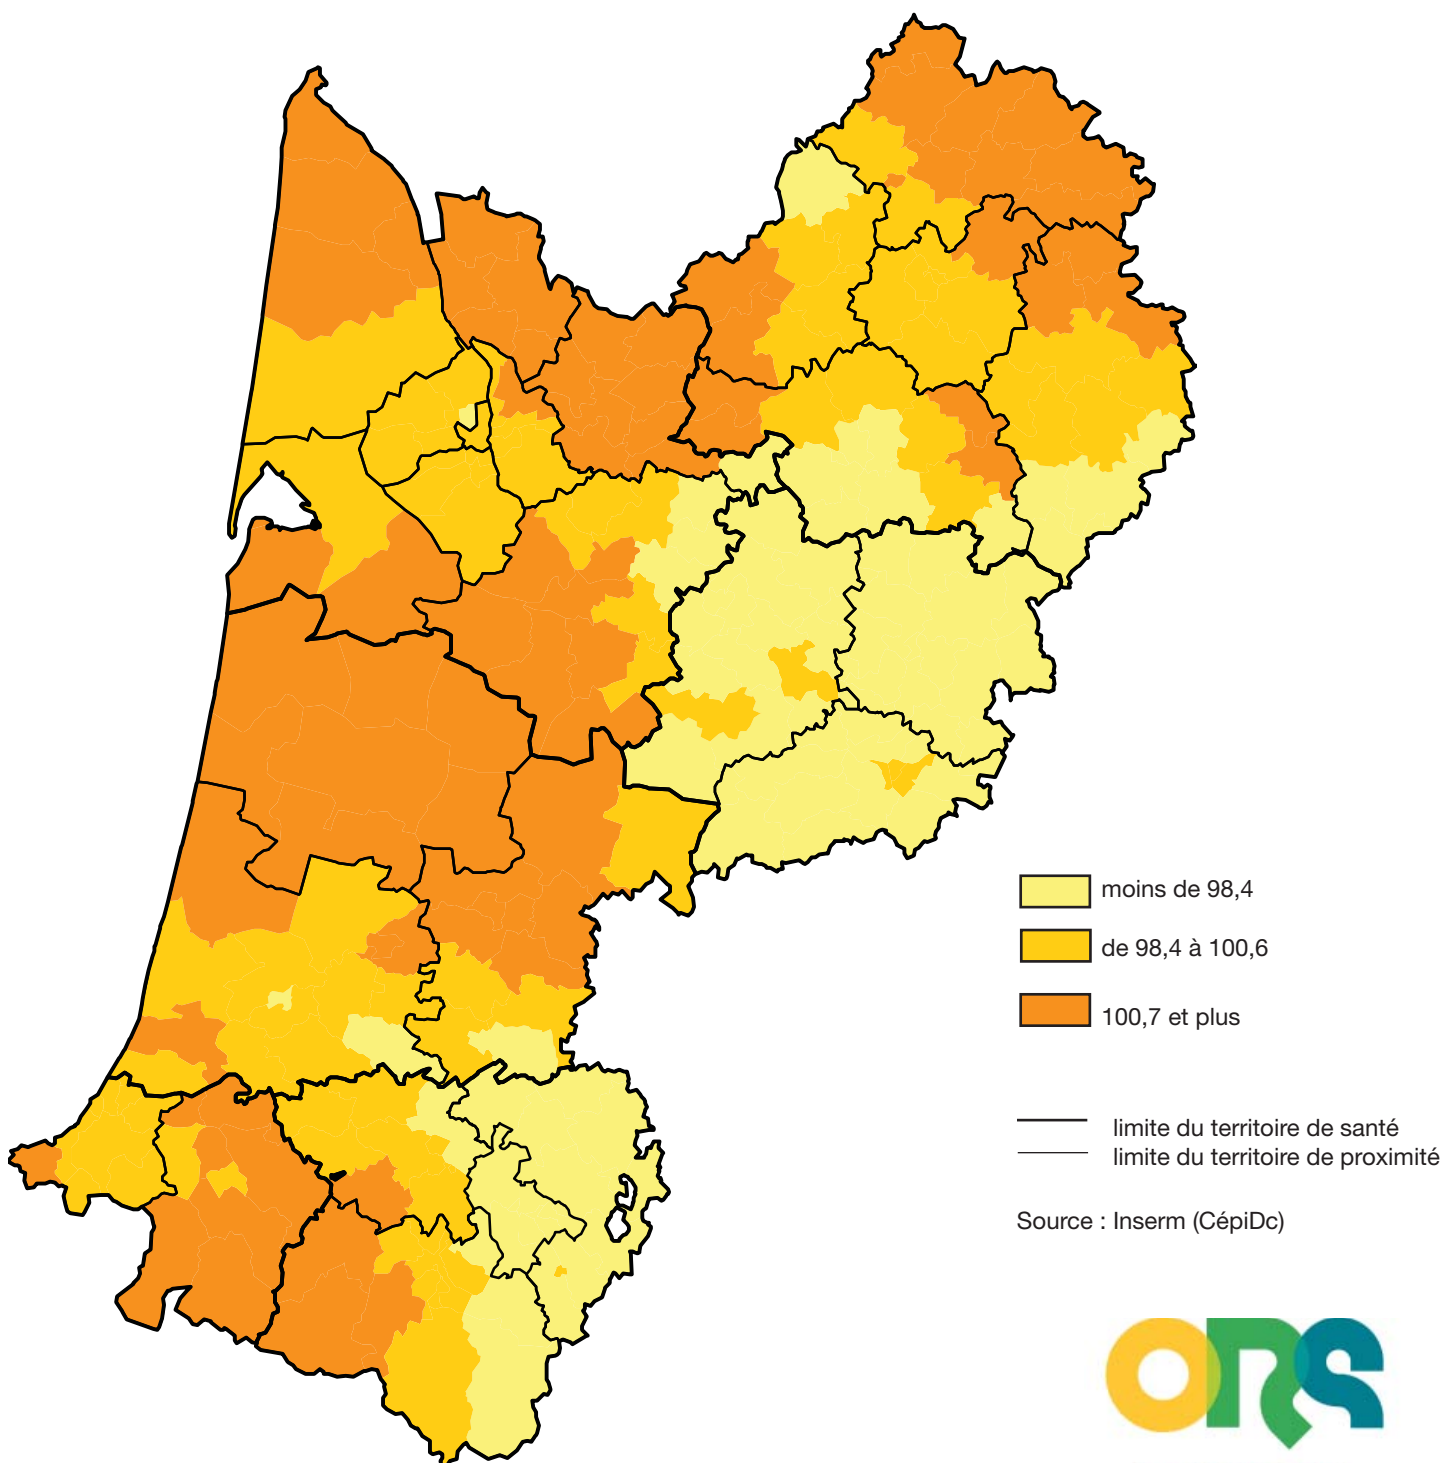 moins de 98,4
de 98,4 à 100,6
100,7 et plus
limite du territoire de santé
limite du territoire de proximité
Source : Inserm (CépiDc)
ORS